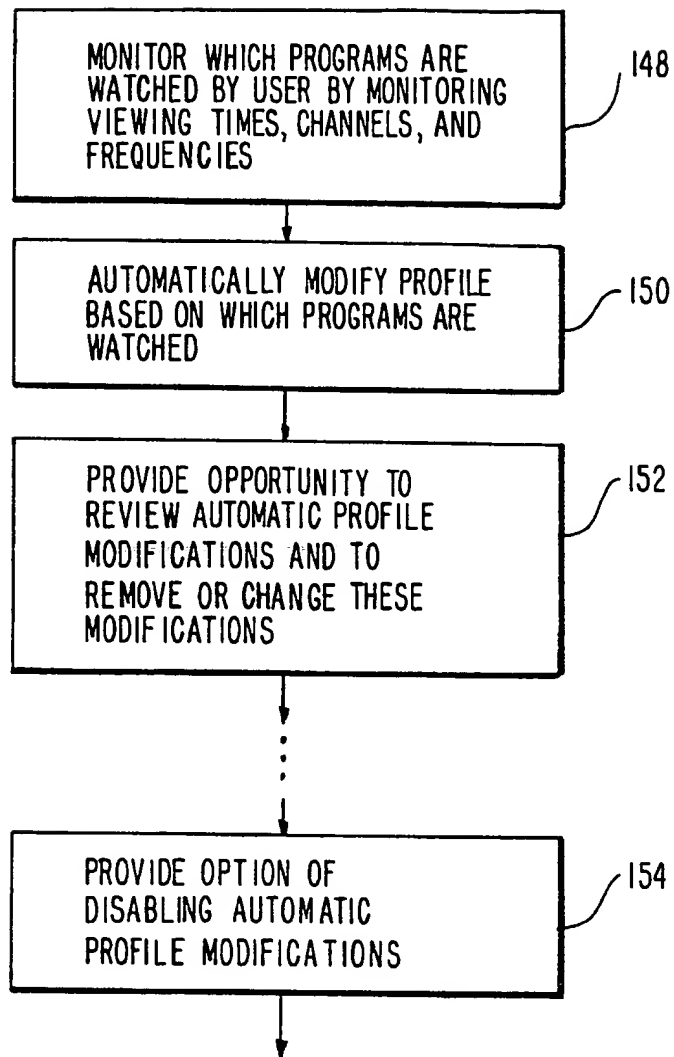 MONITOR WHICH PROGRAMS ARE
WATCHED BY USER BY MONITORING
VIEWING TIMES, CHANNELS, AND
FREQUENCIES
148
AUTOMATICALLY MODIFY PROFILE
BASED ON WHICH PROGRAMS ARE
WATCHED
150
PROVIDE OPPORTUNITY TO
REVIEW AUTOMATIC PROFILE
MODIFICATIONS AND TO
REMOVE OR CHANGE THESE
MODIFICATIONS
152
PROVIDE OPTION OF
DISABLING AUTOMATIC
PROFILE MODIFICATIONS
154